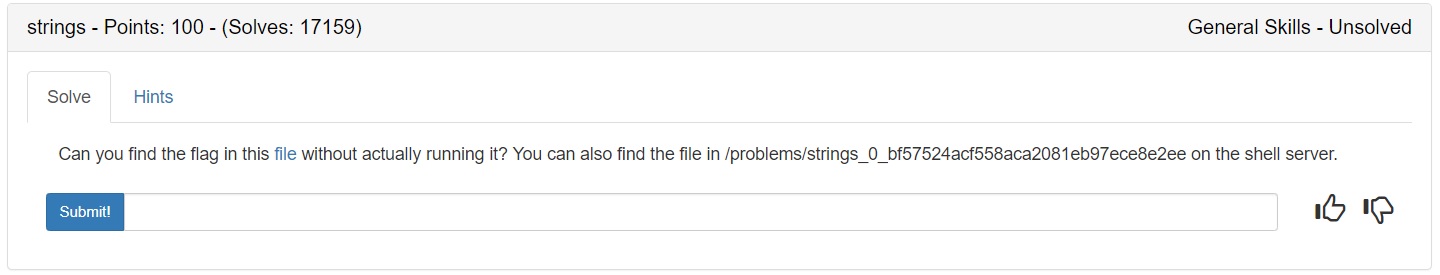 strings - Points: 100 - (Solves: 17159)
General Skills - Unsolved
Solve
Hints
Can you find the flag in this file without actually running it? You can also find the file in /problems/strings_0_bf57524acf558aca2081eb97ece8e2ee on the shell server.
Submit!